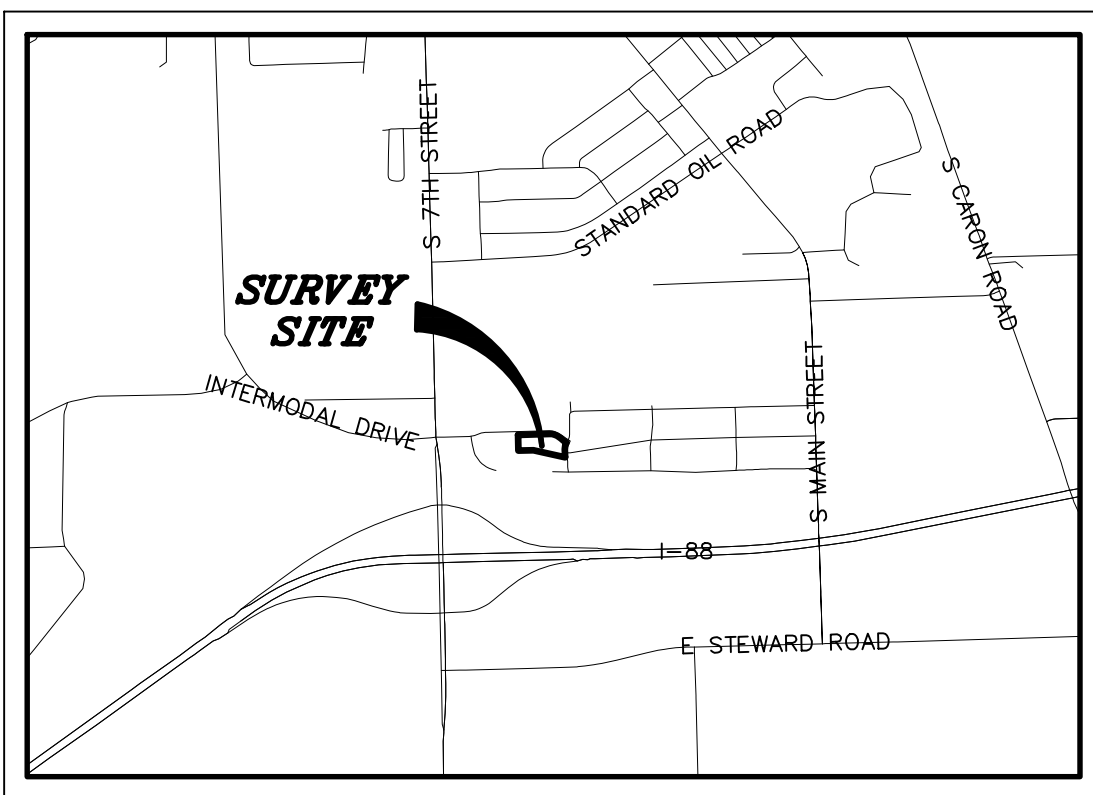 S 7TH STREET
STANDARD OIL ROAD
S CARON ROAD
SURVEY
SITE
INTERMODAL DRIVE
S MAIN STREET
I-88
E STEWARD ROAD